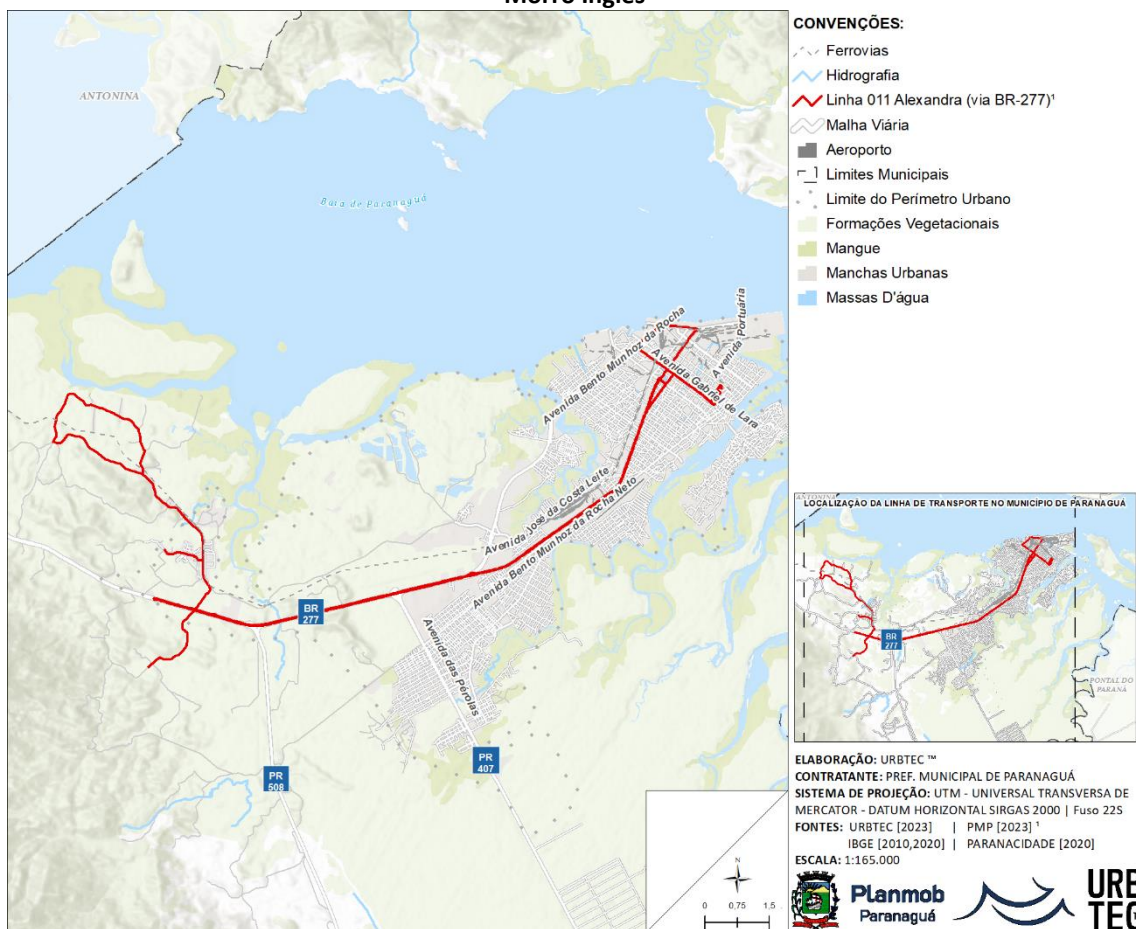 Morro Inglês
ANTONINA
Baía de Paranaguá
Avenida Bento Munhoz da Rocha
Avenida Portuária
Avenida Gabriel de Lara
Avenida José da Costa Leite
Avenida Bento Munhoz da Rocha Neto
BR
277
Avenida das Pérolas
PR
407
PR
508
N
0 0,75 1,5
CONVENÇÕES:
Ferrovias
Hidrografia
Linha 011 Alexandra (via BR-277)¹
Malha Viária
Aeroporto
Limites Municipais
Limite do Perímetro Urbano
Formações Vegetacionais
Mangue
Manchas Urbanas
Massas D'água
ANTONINA
LOCALIZAÇÃO DA LINHA DE TRANSPORTE NO MUNICÍPIO DE PARANAGUÁ
BR
277
PONTAL DO
PARANÁ
ELABORAÇÃO: URBTEC ™
CONTRATANTE: PREF. MUNICIPAL DE PARANAGUÁ
SISTEMA DE PROJEÇÃO: UTM - UNIVERSAL TRANSVERSA DE
MERCATOR - DATUM HORIZONTAL SIRGAS 2000 | Fuso 22S
FONTES: URBTEC [2023] | PMP [2023] ¹
IBGE [2010,2020] | PARANACIDADE [2020]
ESCALA: 1:165.000
Planmob
Paranaguá
URB
TEC